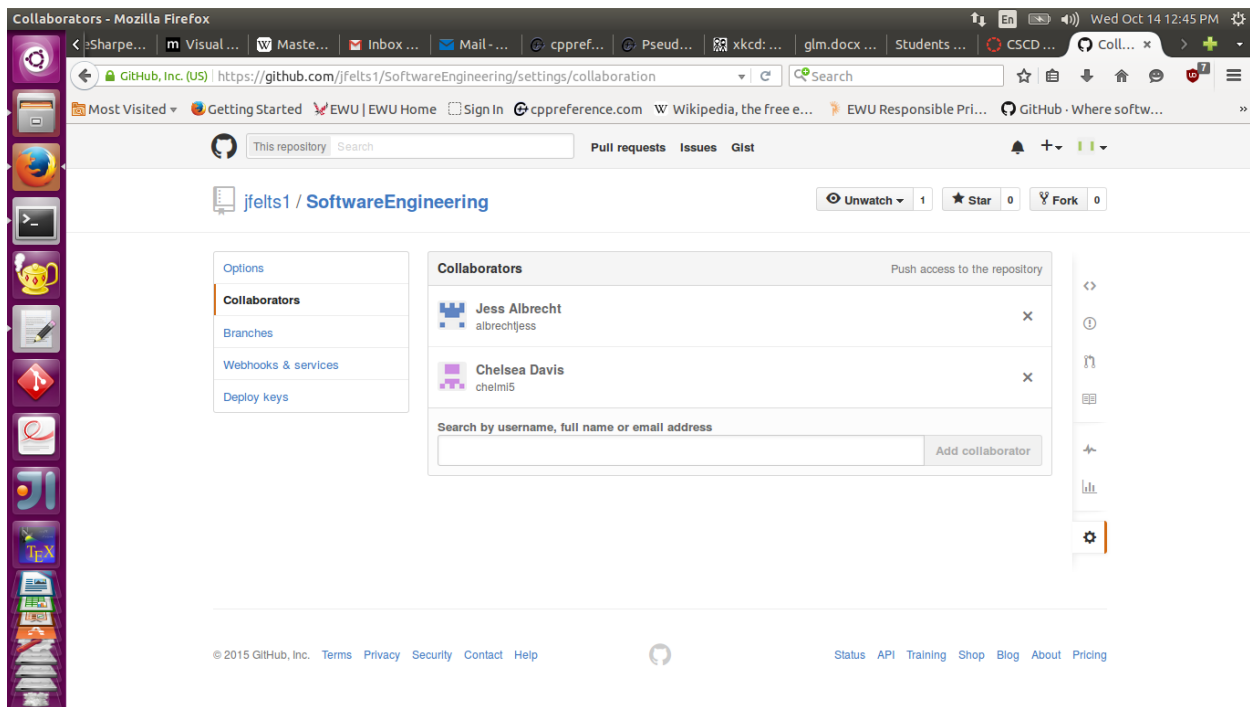 Collaborators - Mozilla Firefox
En
Wed Oct 14 12:45 PM
eSharpe...
m Visual ...
W Maste...
Inbox ...
Mail - ...
cppref...
Pseud...
xkcd: ...
glm.docx ...
Students ...
CSCD ...
Coll... ×
GitHub, Inc. (US) https://github.com/jfelts1/SoftwareEngineering/settings/collaboration
Search
7
Most Visited
Getting Started
EWU | EWU Home
Sign In
cppreference.com
W Wikipedia, the free e...
EWU Responsible Pri...
GitHub · Where softw...
»
This repository Search
Pull requests Issues Gist
jfelts1 / SoftwareEngineering
Unwatch 1
Star 0
Fork 0
Options
Collaborators
Branches
Webhooks & services
Deploy keys
Collaborators
Push access to the repository
Jess Albrecht
albrechtjess
Chelsea Davis
chelmi5
Search by username, full name or email address
Add collaborator
TEX
© 2015 GitHub, Inc. Terms Privacy Security Contact Help
Status API Training Shop Blog About Pricing